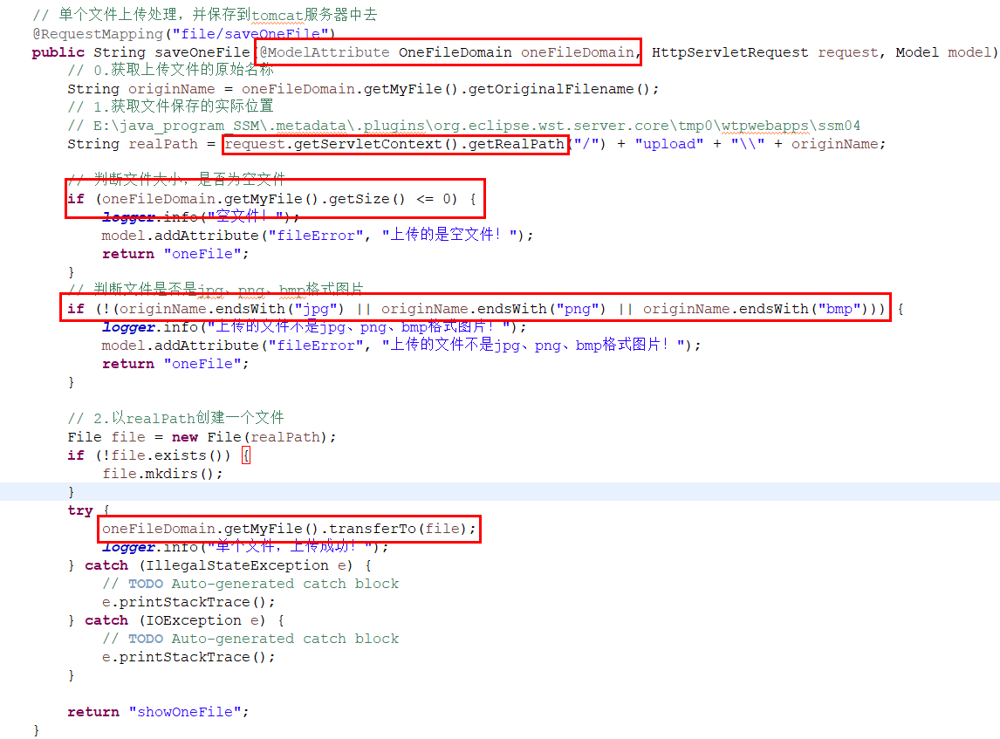 // 单个文件上传处理，并保存到tomcat服务器中去
@RequestMapping("file/saveOneFile")
public String saveOneFile(@ModelAttribute OneFileDomain oneFileDomain, HttpServletRequest request, Model model)
// 0.获取上传文件的原始名称
String originName = oneFileDomain.getMyFile().getOriginalFilename();
// 1.获取文件保存的实际位置
// E:\java_program_SSM\.metadata\.plugins\org.eclipse.wst.server.core\tmp0\wtpwebapps\ssm04
String realPath = request.getServletContext().getRealPath("/") + "upload" + "\\" + originName;
// 判断文件大小，是否为空文件
if (oneFileDomain.getMyFile().getSize() <= 0) {
logger.info("空文件！");
model.addAttribute("fileError", "上传的是空文件！");
return "oneFile";
}
// 判断文件是否是jpg、png、bmp格式图片
if (!(originName.endsWith("jpg") || originName.endsWith("png") || originName.endsWith("bmp"))) {
logger.info("上传的文件不是jpg、png、bmp格式图片！");
model.addAttribute("fileError", "上传的文件不是jpg、png、bmp格式图片！");
return "oneFile";
}
// 2.以realPath创建一个文件
File file = new File(realPath);
if (!file.exists()) {
file.mkdirs();
}
try {
oneFileDomain.getMyFile().transferTo(file);
logger.info("单个文件，上传成功！");
} catch (IllegalStateException e) {
// TODO Auto-generated catch block
e.printStackTrace();
} catch (IOException e) {
// TODO Auto-generated catch block
e.printStackTrace();
}
return "showOneFile";
}